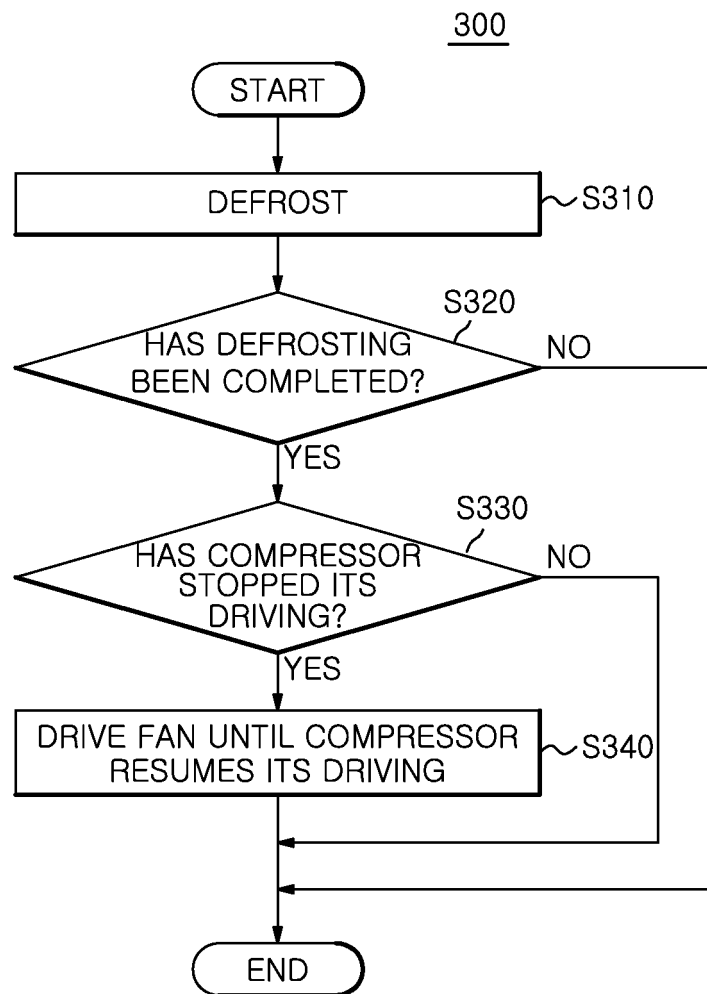 300
START
DEFROST
S310
S320
HAS DEFROSTING
BEEN COMPLETED?
NO
YES
S330
HAS COMPRESSOR
STOPPED ITS
DRIVING?
NO
YES
DRIVE FAN UNTIL COMPRESSOR
RESUMES ITS DRIVING
S340
END